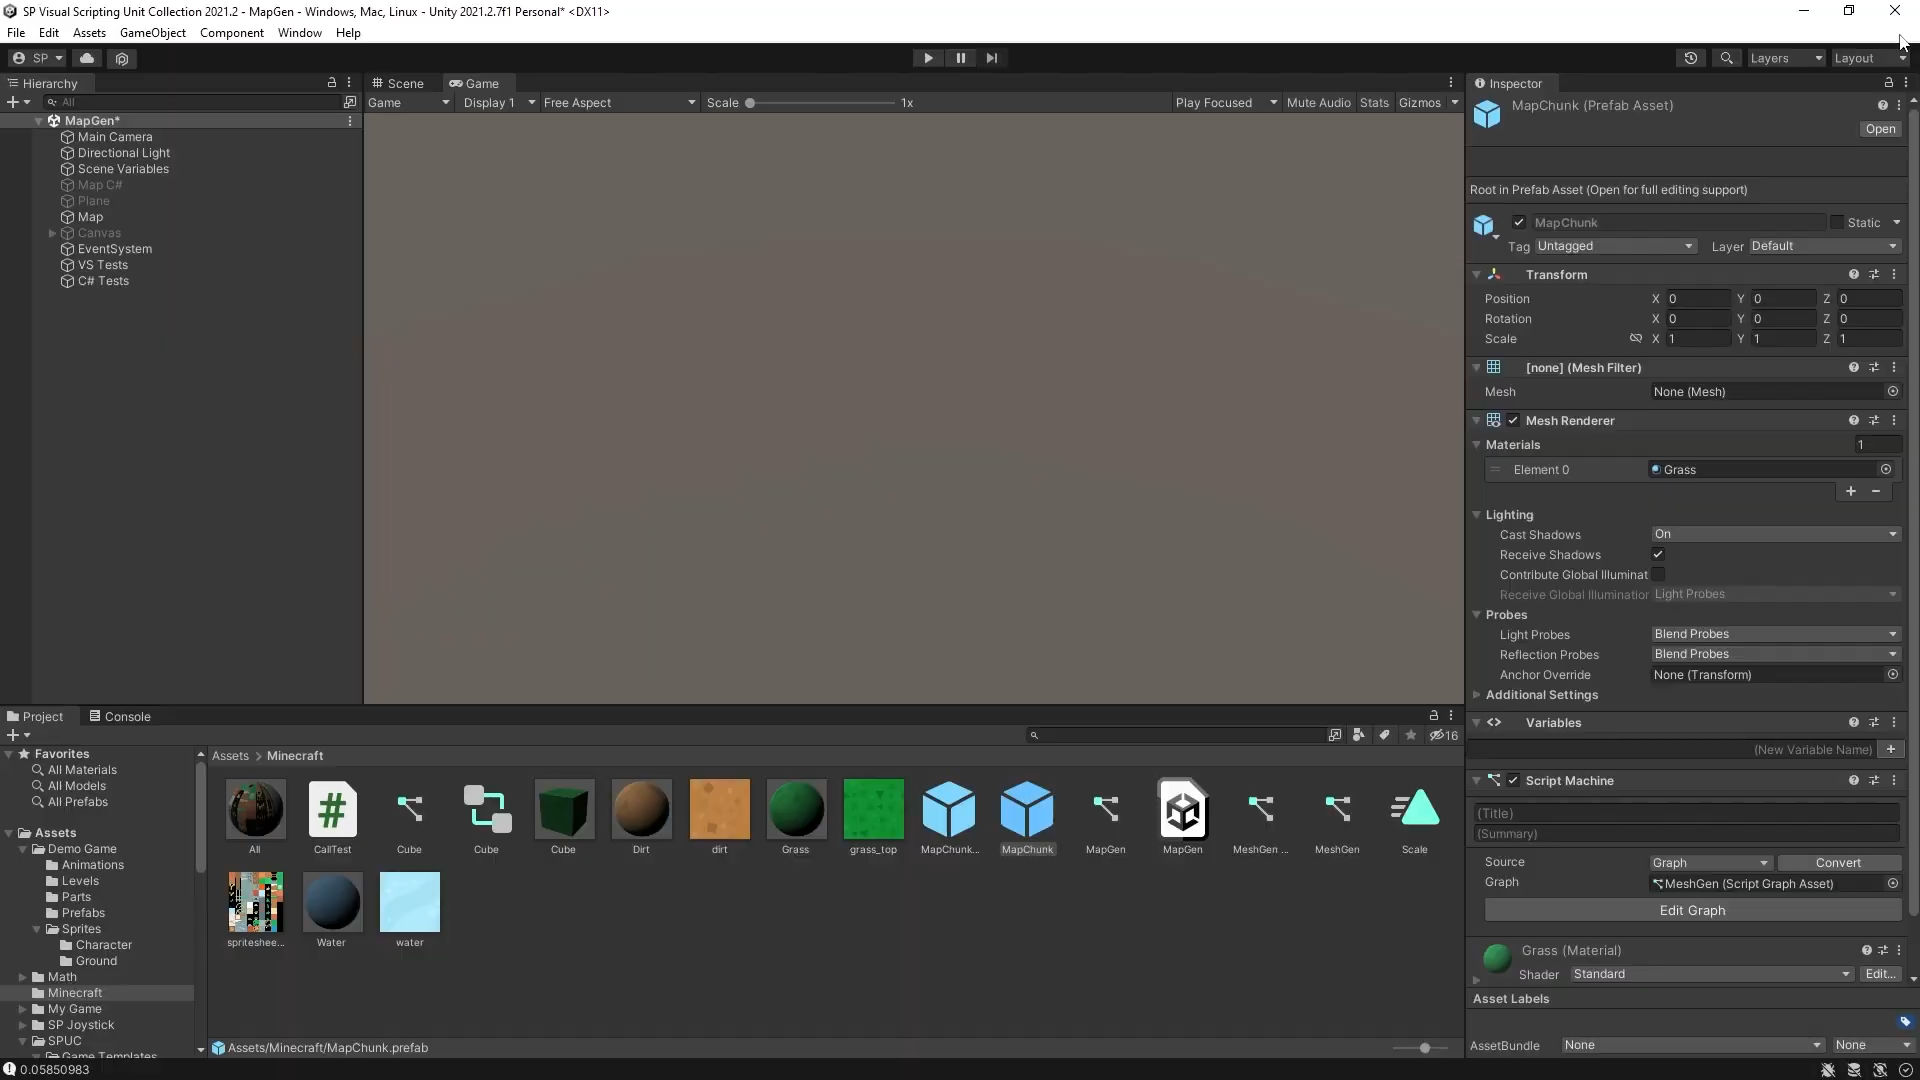 SP Visual Scripting Unit Collection 2021.2 - MapGen - Windows, Mac, Linux - Unity 2021.2.7f1 Personal* <DX11>
File Edit Assets GameObject Component Window Help
SP Layers Layout
Hierarchy
All
MapGen*
Main Camera
Directional Light
Scene Variables
Map C#
Plane
Map
Canvas
EventSystem
VS Tests
C# Tests
Scene Game
Game Display 1 Free Aspect Scale 1x Play Focused Mute Audio Stats Gizmos
Inspector
MapChunk (Prefab Asset)
Open
Root in Prefab Asset (Open for full editing support)
MapChunk Static
Tag Untagged Layer Default
Transform
Position X 0 Y 0 Z 0
Rotation X 0 Y 0 Z 0
Scale X 1 Y 1 Z 1
[none] (Mesh Filter)
Mesh None (Mesh)
Mesh Renderer
Materials 1
Element 0 Grass
+ −
Lighting
Cast Shadows On
Receive Shadows
Contribute Global Illuminat
Receive Global Illumination Light Probes
Probes
Light Probes Blend Probes
Reflection Probes Blend Probes
Anchor Override None (Transform)
Additional Settings
Variables
(New Variable Name) +
Script Machine
(Title)
(Summary)
Source Graph Convert
Graph MeshGen (Script Graph Asset)
Edit Graph
Grass (Material)
Shader Standard Edit...
Asset Labels
AssetBundle None None
Project Console
16
Favorites
All Materials
All Models
All Prefabs
Assets
Demo Game
Animations
Levels
Parts
Prefabs
Sprites
Character
Ground
Math
Minecraft
My Game
SP Joystick
SPUC
Game Templates
Assets > Minecraft
All CallTest Cube Cube Cube Dirt dirt Grass grass_top MapChunk... MapChunk MapGen MapGen MeshGen ... MeshGen Scale
#
spriteshee... Water water
Assets/Minecraft/MapChunk.prefab
0.05850983